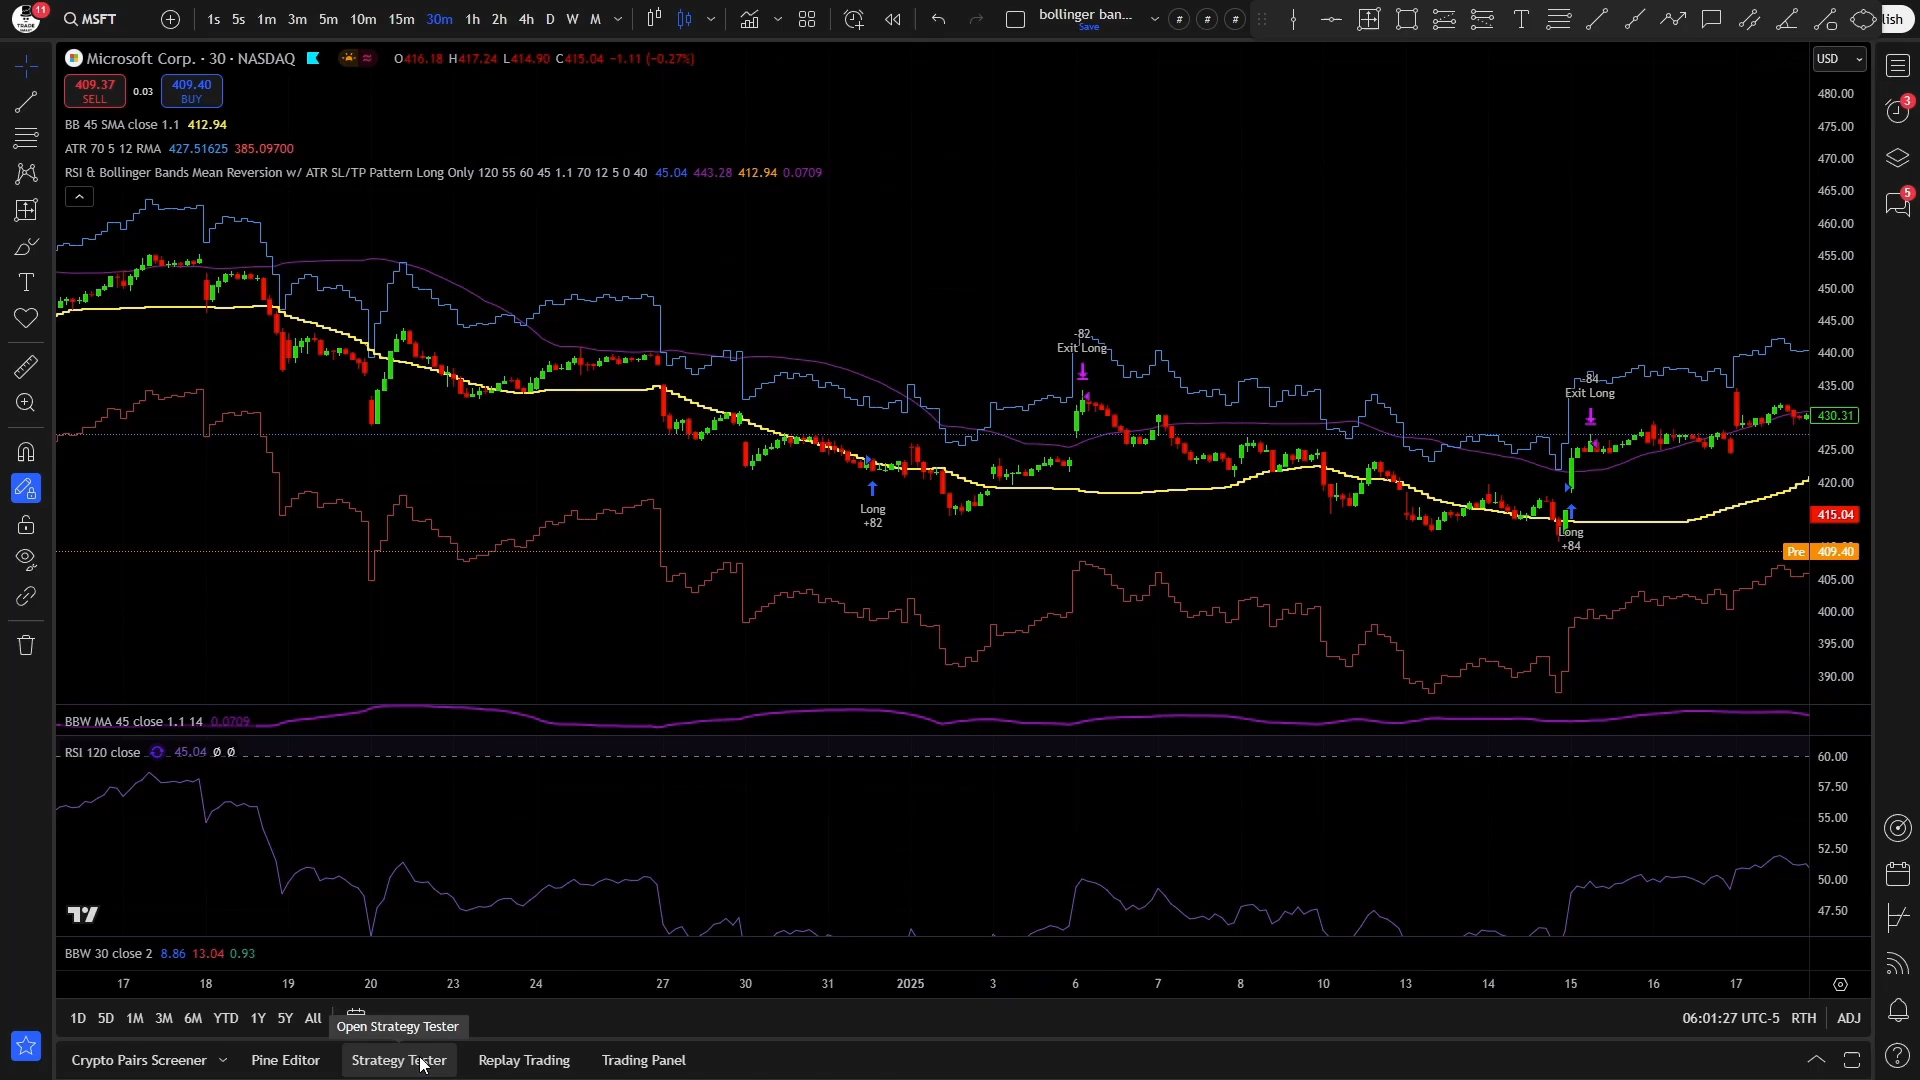 11
MSFT
1s 5s 1m 3m 5m 10m 15m 30m 1h 2h 4h D W M
bollinger ban...
Save
lish
Microsoft Corp. · 30 · NASDAQ
O416.18 H417.24 L414.90 C415.04 −1.11 (−0.27%)
USD
409.37
SELL
0.03
409.40
BUY
BB 45 SMA close 1.1 412.94
ATR 70 5 12 RMA 427.51625 385.09700
RSI & Bollinger Bands Mean Reversion w/ ATR SL/TP Pattern Long Only 120 55 60 45 1.1 70 12 5 0 40 45.04 443.28 412.94 0.0709
3
5
480.00
475.00
470.00
465.00
460.00
455.00
450.00
445.00
440.00
435.00
430.31
425.00
420.00
415.04
Pre 409.40
405.00
400.00
395.00
390.00
-82
Exit Long
-84
Exit Long
Long
+82
Long
+84
BBW MA 45 close 1.1 14 0.0709
RSI 120 close 45.04 Ø Ø
60.00
57.50
55.00
52.50
50.00
47.50
BBW 30 close 2 8.86 13.04 0.93
17 18 19 20 23 24 27 30 31 2025 3 6 7 8 10 13 14 15 16 17
1D 5D 1M 3M 6M YTD 1Y 5Y All
06:01:27 UTC-5 RTH ADJ
Open Strategy Tester
Crypto Pairs Screener Pine Editor Strategy Tester Replay Trading Trading Panel